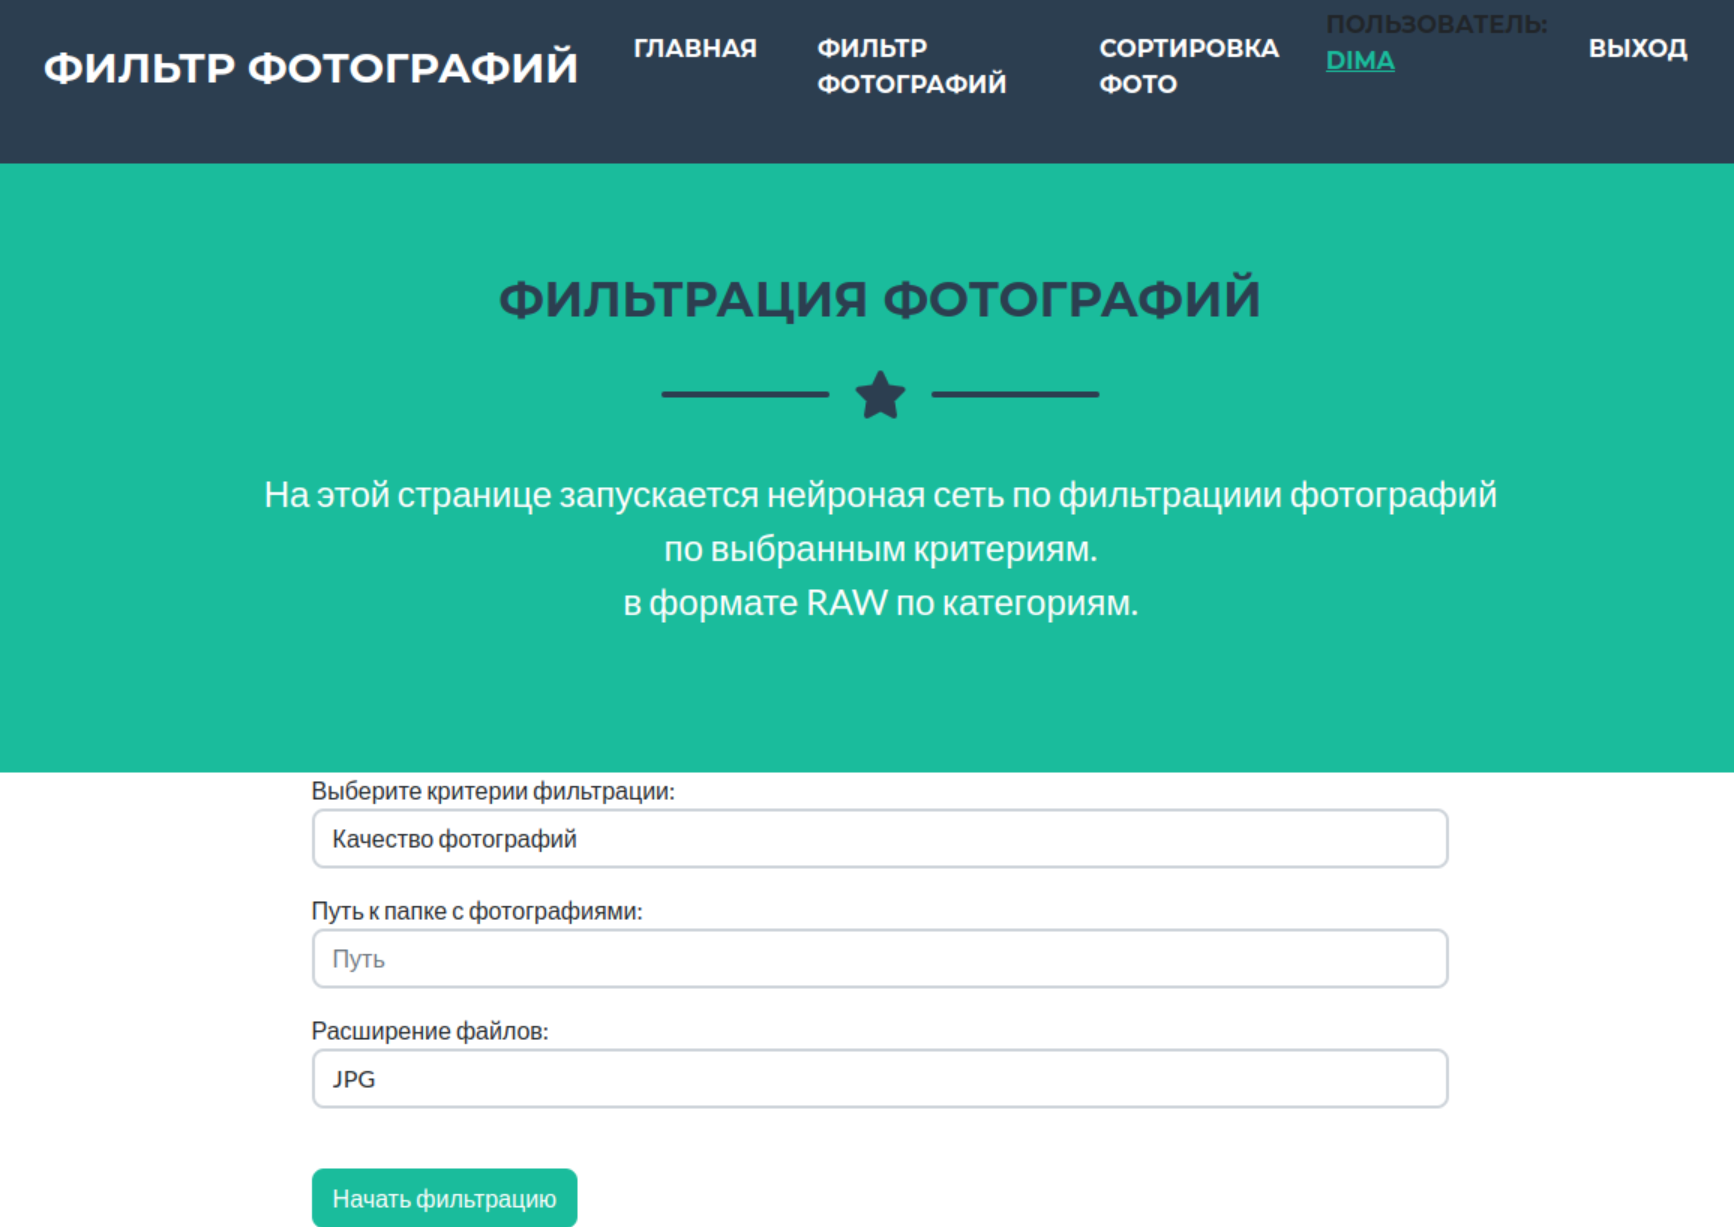 ФИЛЬТР ФОТОГРАФИЙ
ГЛАВНАЯ
ФИЛЬТР
ФОТОГРАФИЙ
СОРТИРОВКА
ФОТО
ПОЛЬЗОВАТЕЛЬ:
DIMA
ВЫХОД
ФИЛЬТРАЦИЯ ФОТОГРАФИЙ
На этой странице запускается нейроная сеть по фильтрациии фотографий
по выбранным критериям.
в формате RAW по категориям.
Выберите критерии фильтрации:
Качество фотографий
Путь к папке с фотографиями:
Путь
Расширение файлов:
JPG
Начать фильтрацию